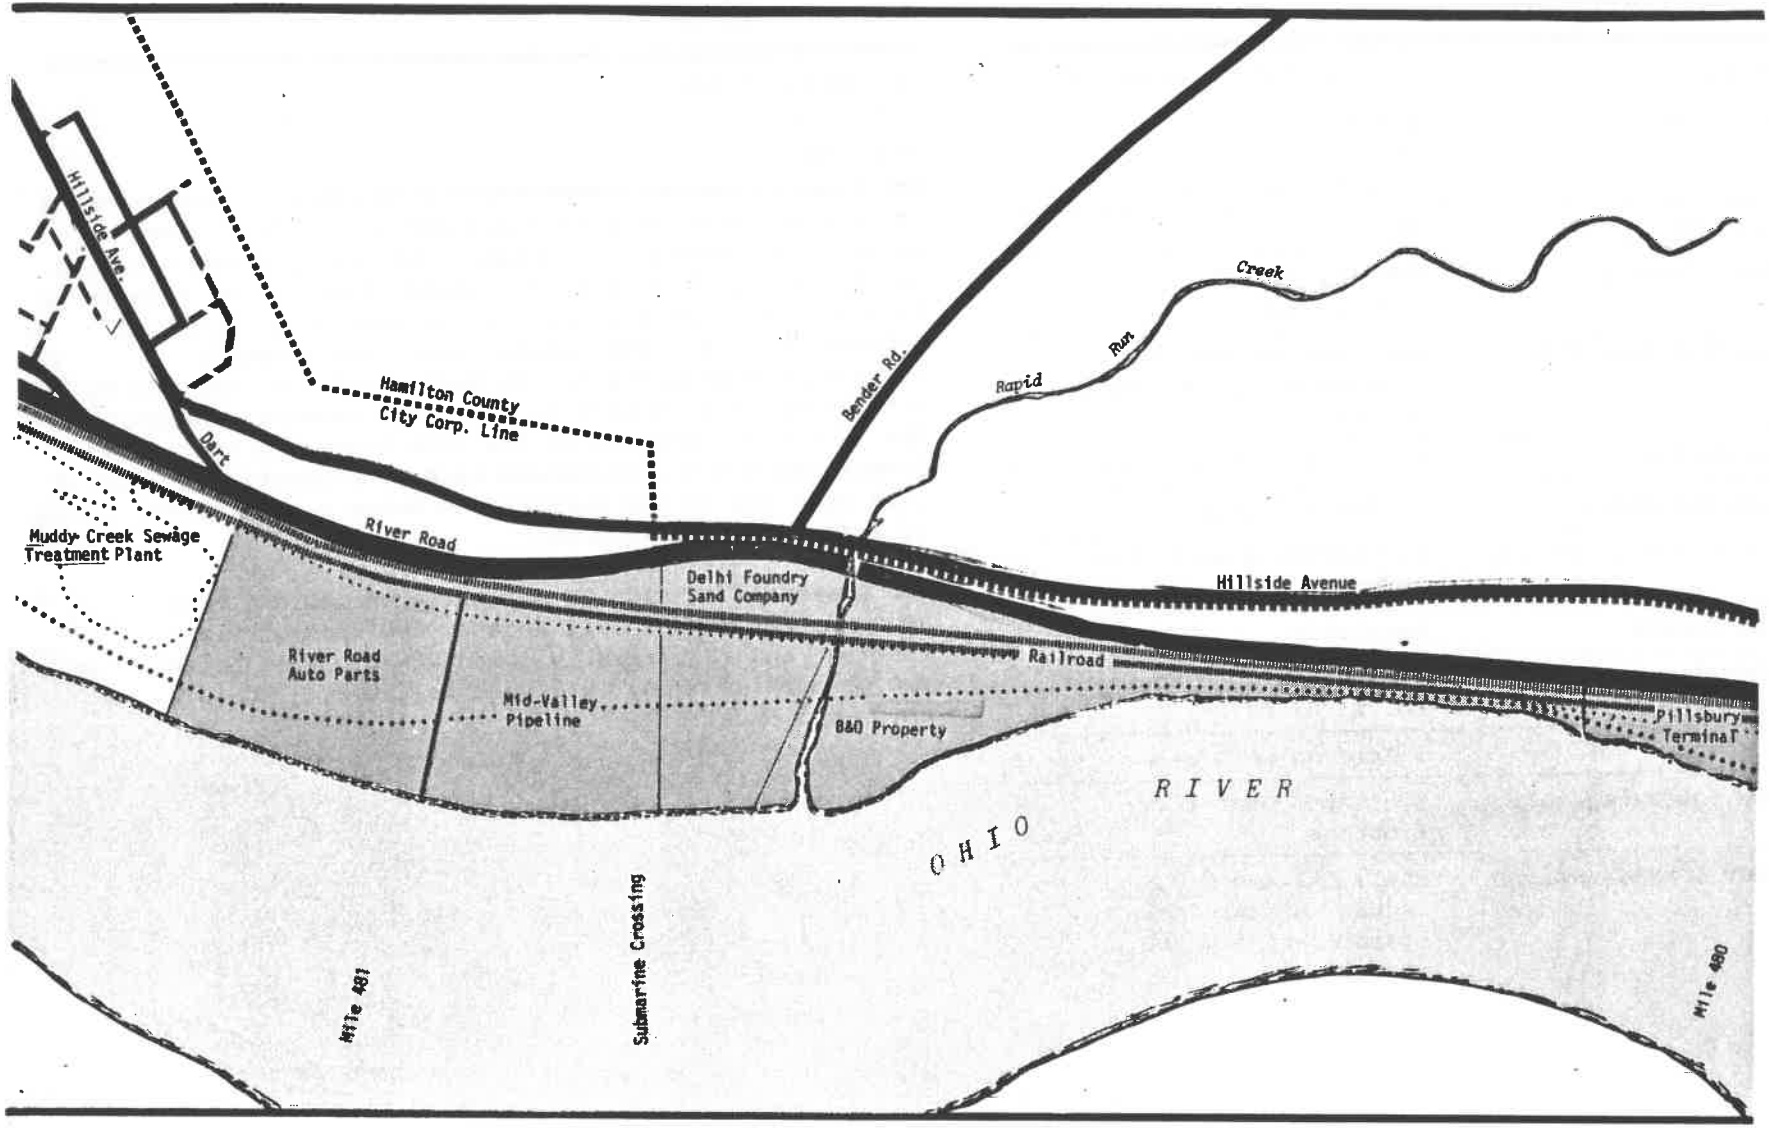 Hillside Ave.
Dart
Hamilton County
City Corp. Line
Bender Rd.
Rapid
Run
Creek
River Road
Muddy Creek Sewage
Treatment Plant
Delhi Foundry
Sand Company
Hillside Avenue
River Road
Auto Parts
Mid-Valley
Pipeline
Railroad
B&O Property
Pillsbury
Terminal
OHIO
RIVER
Mile 481
Submarine Crossing
Mile 480